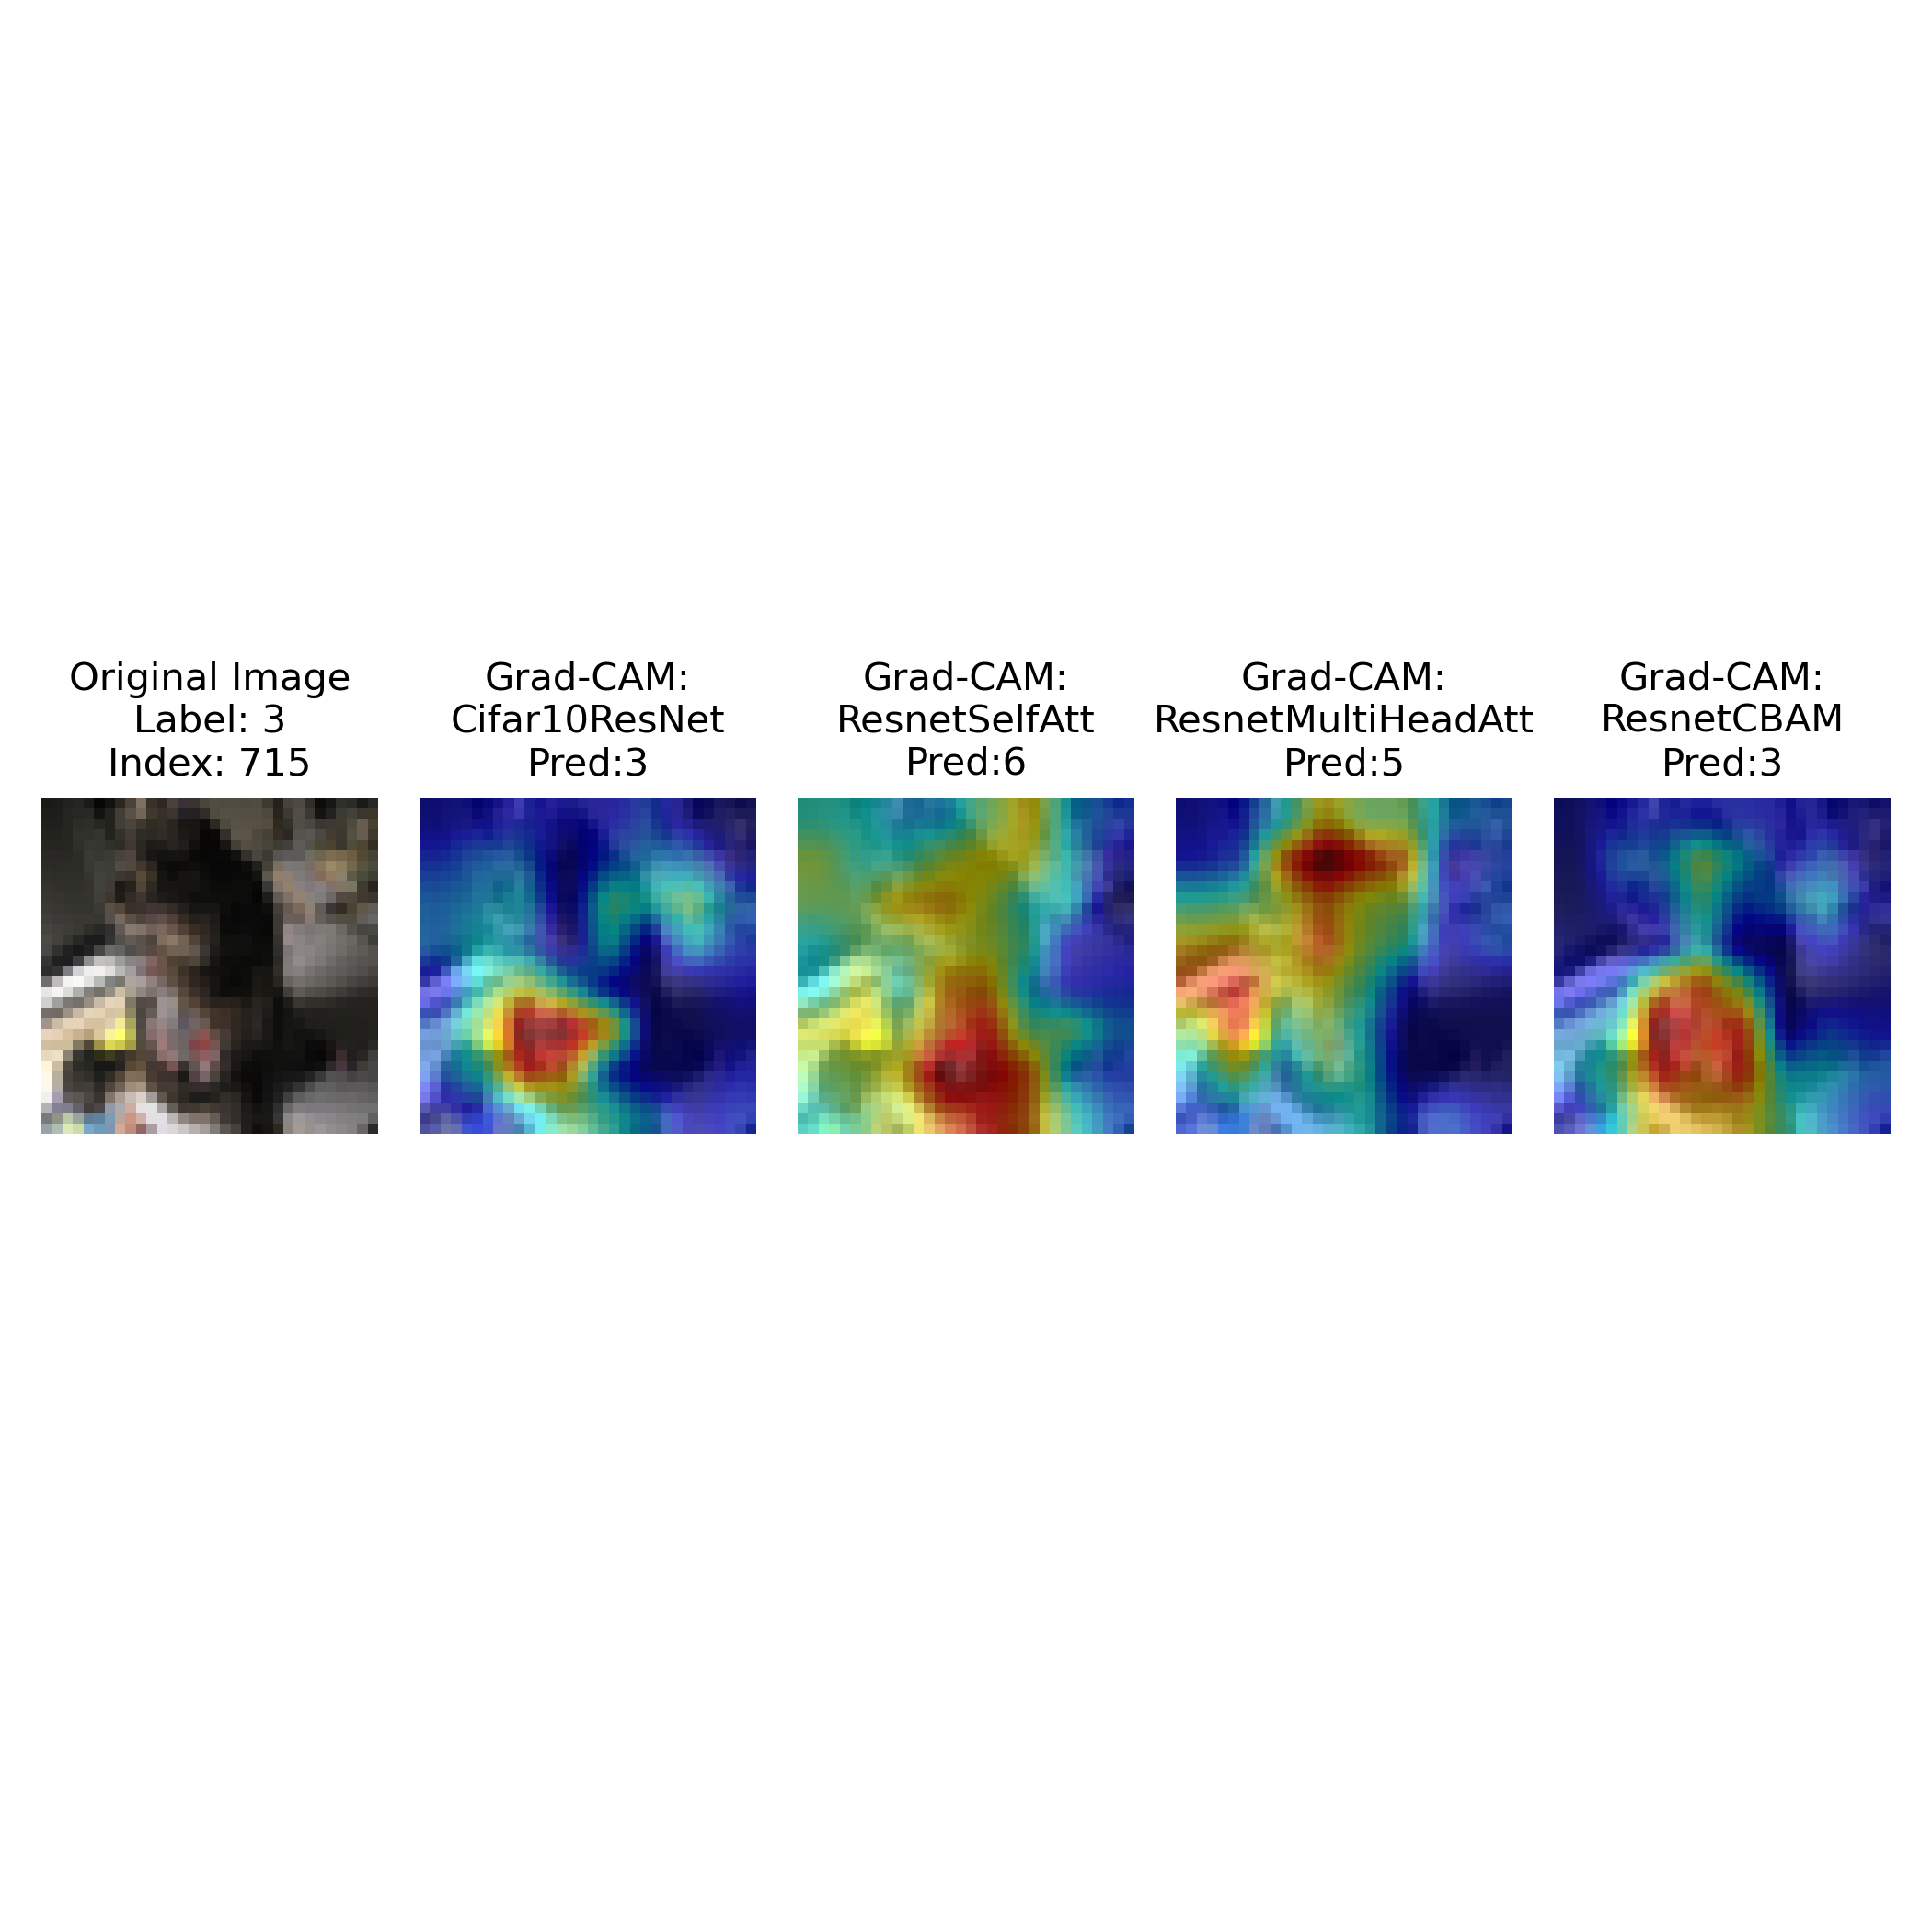 Original Image
Label: 3
Index: 715
Grad-CAM:
Cifar10ResNet
Pred:3
Grad-CAM:
ResnetSelfAtt
Pred:6
Grad-CAM:
ResnetMultiHeadAtt
Pred:5
Grad-CAM:
ResnetCBAM
Pred:3